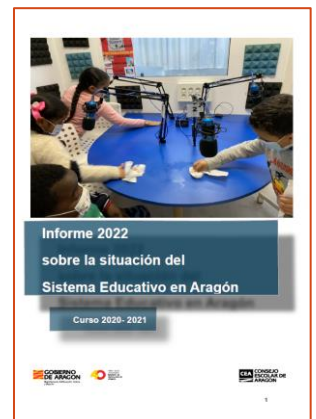 Informe 2022
sobre la situación del
Sistema Educativo en Aragón
Curso 2020- 2021
GOBIERNO
DE ARAGON
CEA CONSEJO
ESCOLAR DE
ARAGÓN